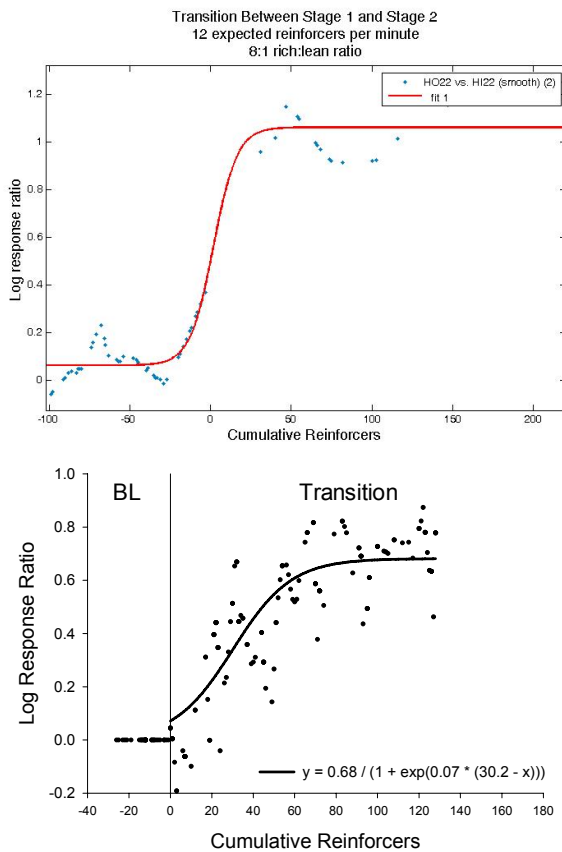 Transition Between Stage 1 and Stage 2
12 expected reinforcers per minute
8:1 rich:lean ratio
HO22 vs. HI22 (smooth) (2)
fit 1
1.2
1
0.8
0.6
0.4
0.2
0
Log response ratio
-100
-50
0
50
100
150
200
Cumulative Reinforcers
BL
Transition
1.0
0.8
0.6
0.4
0.2
0.0
-0.2
Log Response Ratio
y = 0.68 / (1 + exp(0.07 * (30.2 - x)))
-40
-20
0
20
40
60
80
100
120
140
160
180
Cumulative Reinforcers